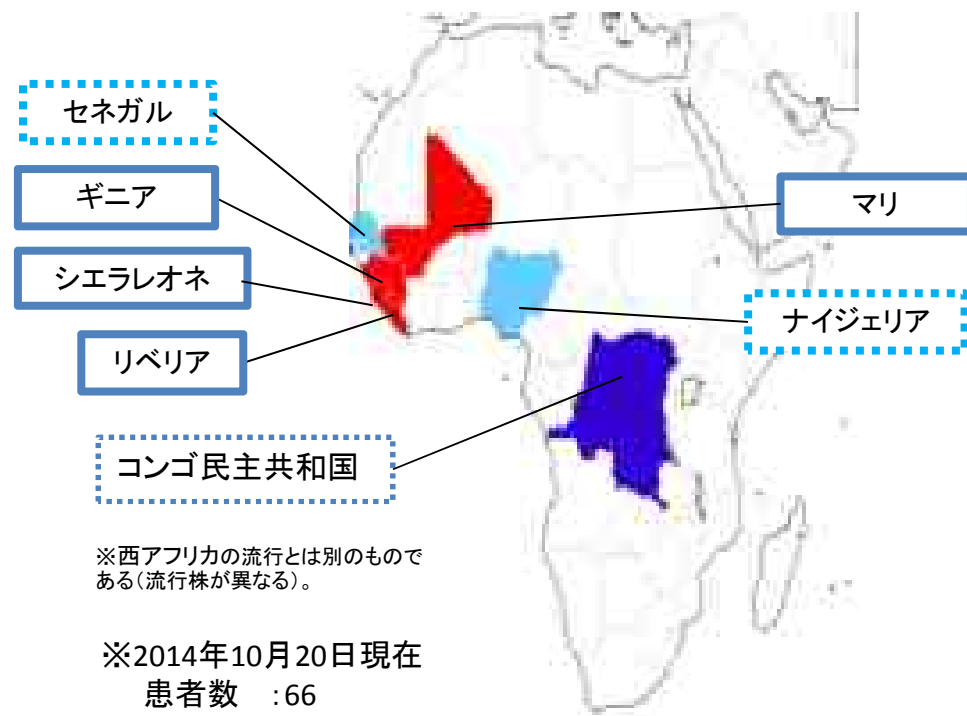 セネガル
ギニア
マリ
シエラレオネ
ナイジェリア
リベリア
コンゴ民主共和国
※西アフリカの流行とは別のもので
ある(流行株が異なる)。
※2014年10月20日現在
患者数 :66